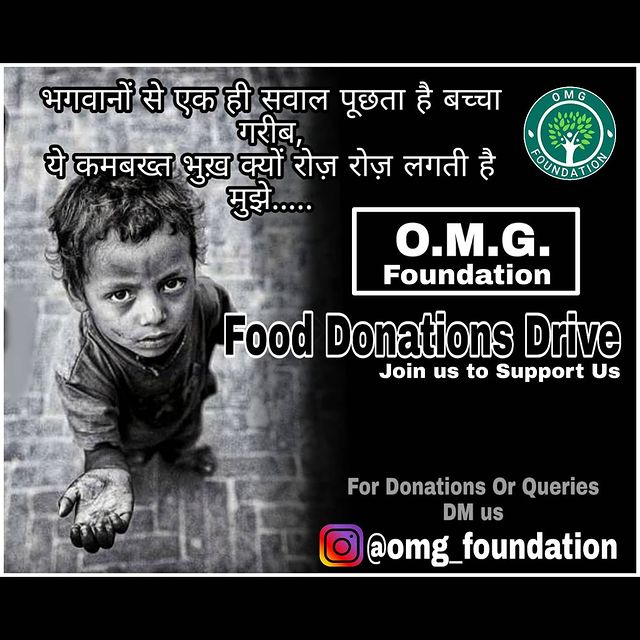 भगवानों से एक ही सवाल पूछता है बच्चा
गरीब,
ये कमबख्त भुख क्यों रोज़ रोज़ लगती है
मुझे.....
OMG
FOUNDATION
O.M.G.
Foundation
Food Donations Drive
Join us to Support Us
For Donations Or Queries
DM us
@omg_foundation